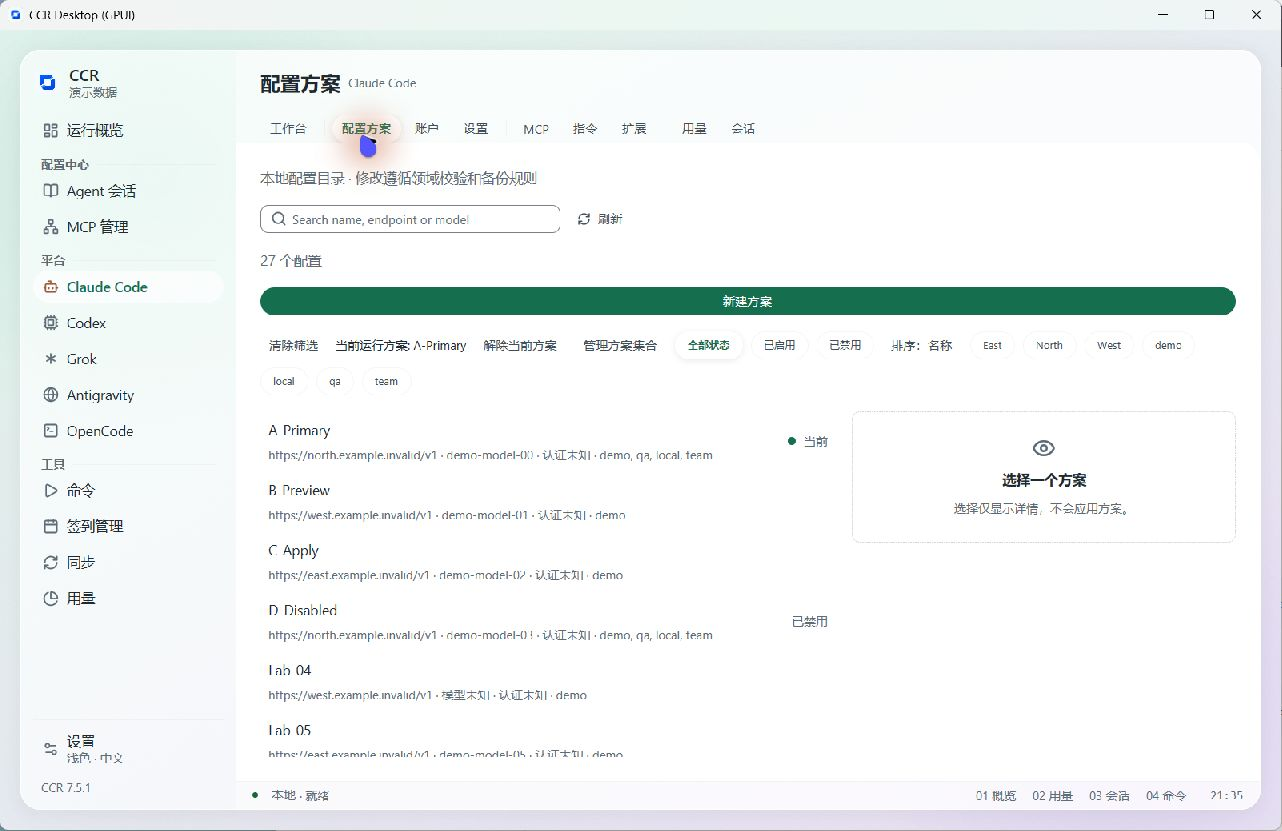 CCR Desktop (GPUI)
CCR
演示数据
运行概览
配置中心
Agent 会话
MCP 管理
平台
Claude Code
Codex
Grok
Antigravity
OpenCode
工具
命令
签到管理
同步
用量
设置
浅色 · 中文
CCR 7.5.1
配置方案 Claude Code
工作台 配置方案 账户 设置 MCP 指令 扩展 用量 会话
本地配置目录 · 修改遵循领域校验和备份规则
Search name, endpoint or model
刷新
27 个配置
新建方案
清除筛选 当前运行方案: A-Primary 解除当前方案 管理方案集合 全部状态 已启用 已禁用 排序: 名称 East North West demo
local qa team
A-Primary
https://north.example.invalid/v1 · demo-model-00 · 认证未知 · demo, qa, local, team
当前
B-Preview
https://west.example.invalid/v1 · demo-model-01 · 认证未知 · demo
C-Apply
https://east.example.invalid/v1 · demo-model-02 · 认证未知 · demo
D-Disabled
https://north.example.invalid/v1 · demo-model-03 · 认证未知 · demo, qa, local, team
已禁用
Lab-04
https://west.example.invalid/v1 · 模型未知 · 认证未知 · demo
Lab-05
https://east.example.invalid/v1 · demo-model-05 · 认证未知 · demo
选择一个方案
选择仅显示详情，不会应用方案。
本地 · 就绪
01 概览 02 用量 03 会话 04 命令 21:35